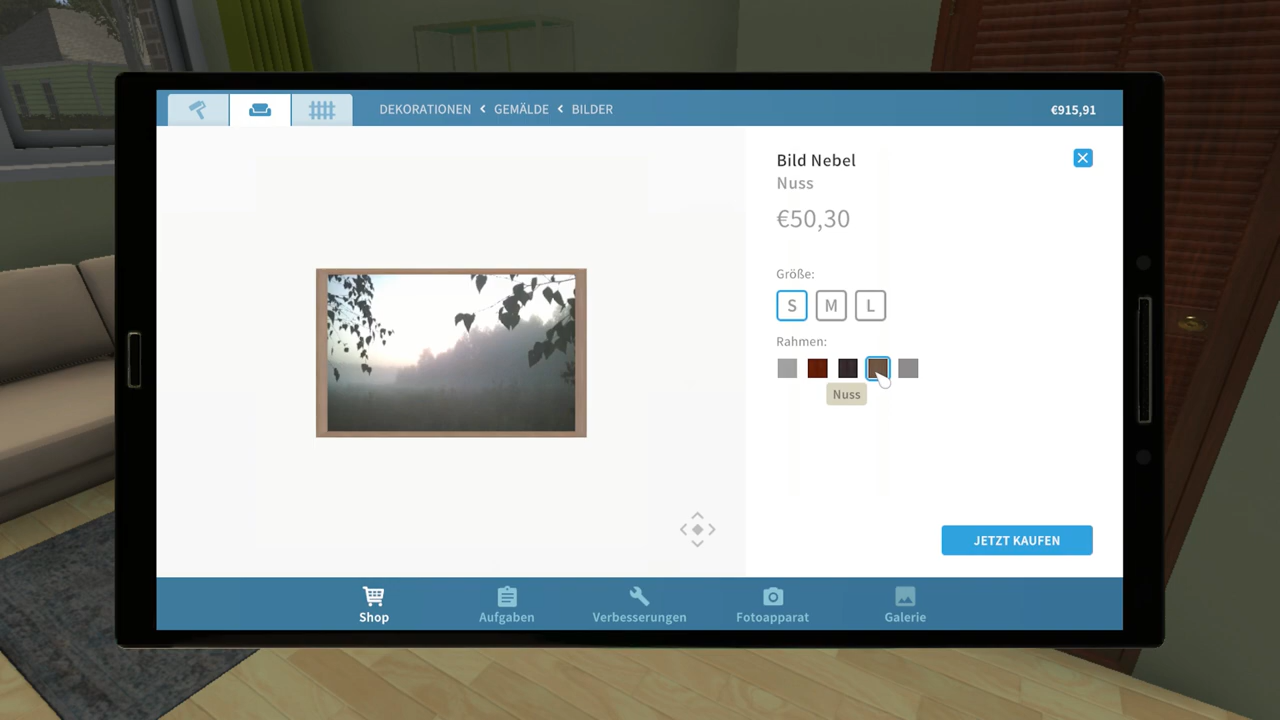 DEKORATIONEN < GEMÄLDE < BILDER
€915,91
Bild Nebel
Nuss
€50,30
Größe:
S M L
Rahmen:
Nuss
JETZT KAUFEN
Shop Aufgaben Verbesserungen Fotoapparat Galerie